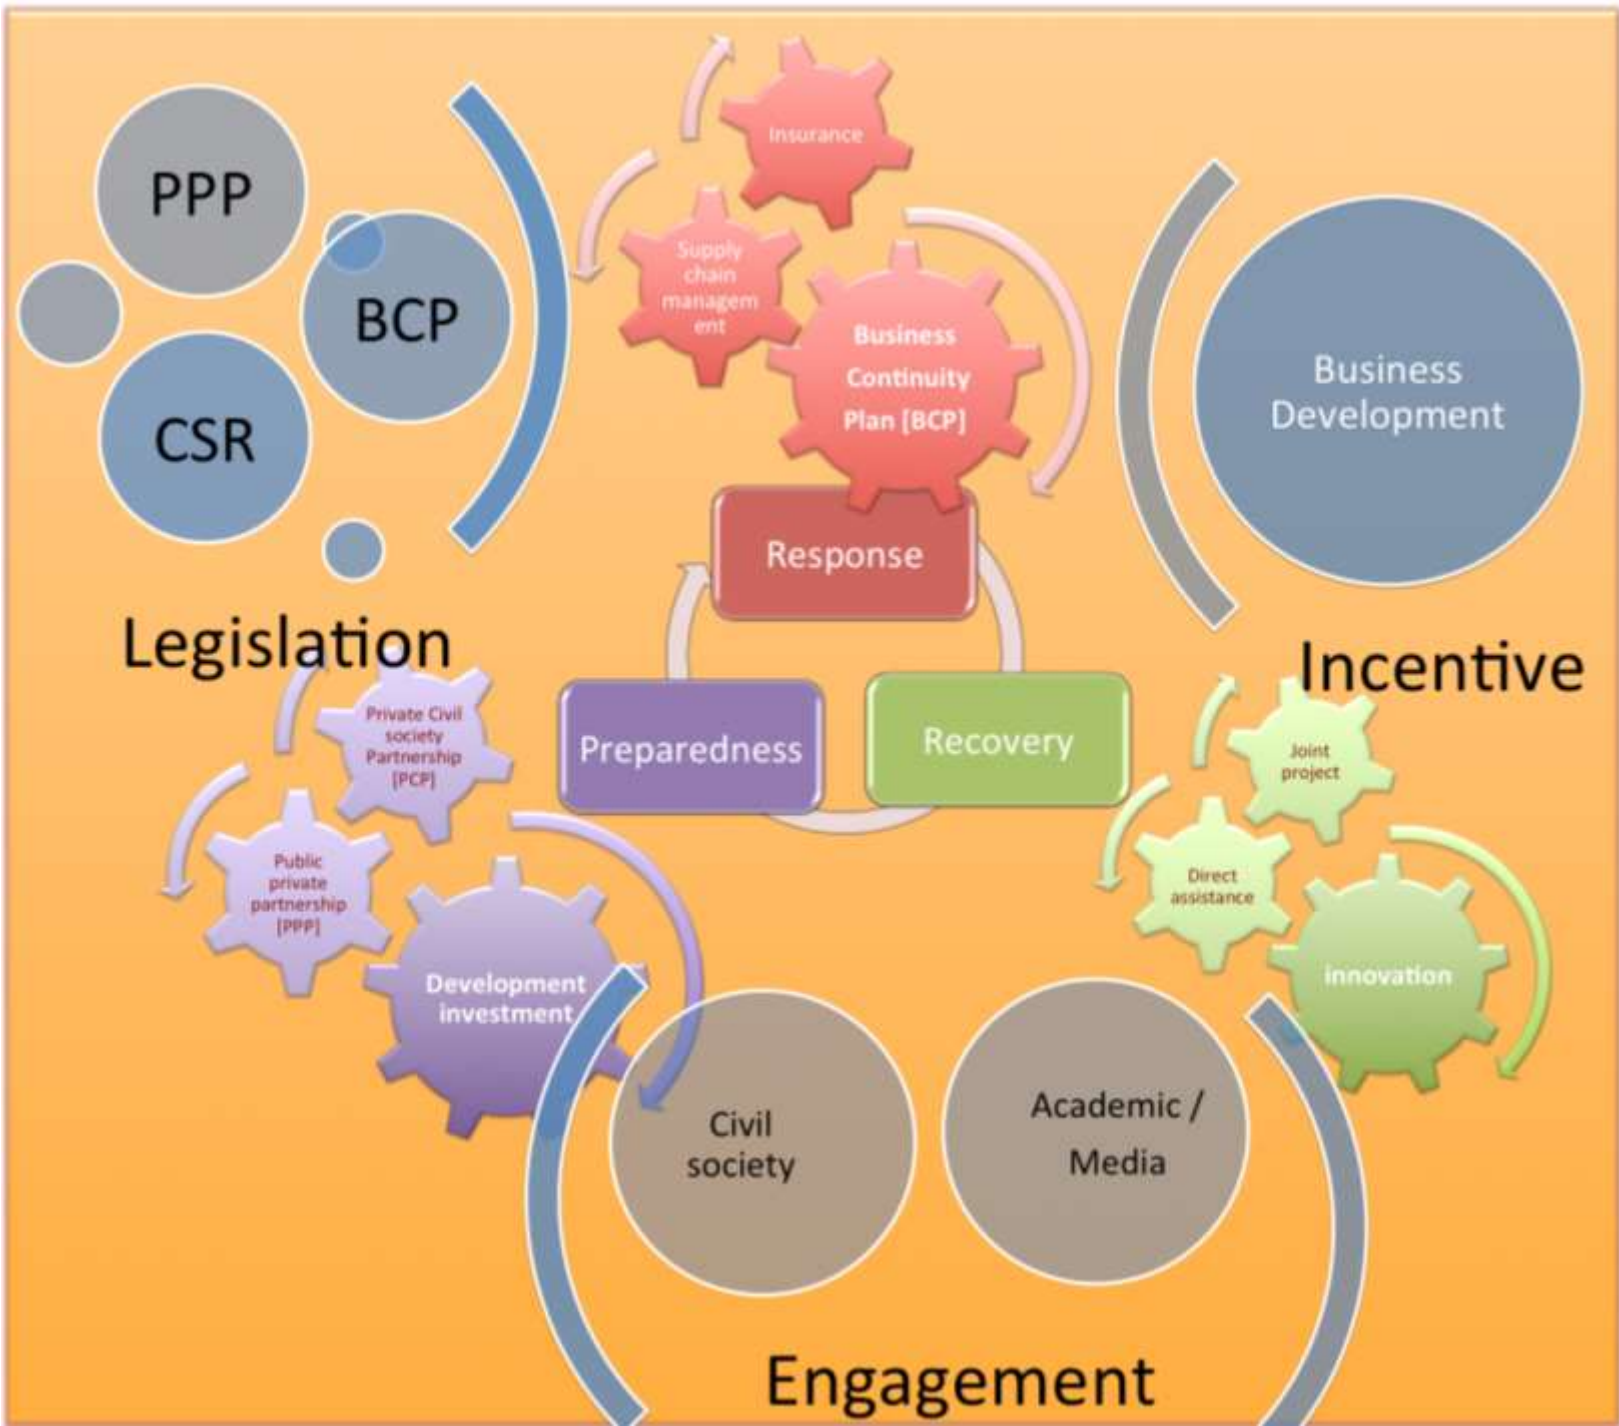 PPP
BCP
CSR
Legislation
Insurance
Supply
chain
managem
ent
Business
Continuity
Plan [BCP]
Response
Preparedness
Recovery
Business
Development
Incentive
Private Civil
society
Partnership
[PCP]
Public
private
partnership
[PPP]
Development
investment
Joint
project
Direct
assistance
innovation
Civil
society
Academic /
Media
Engagement